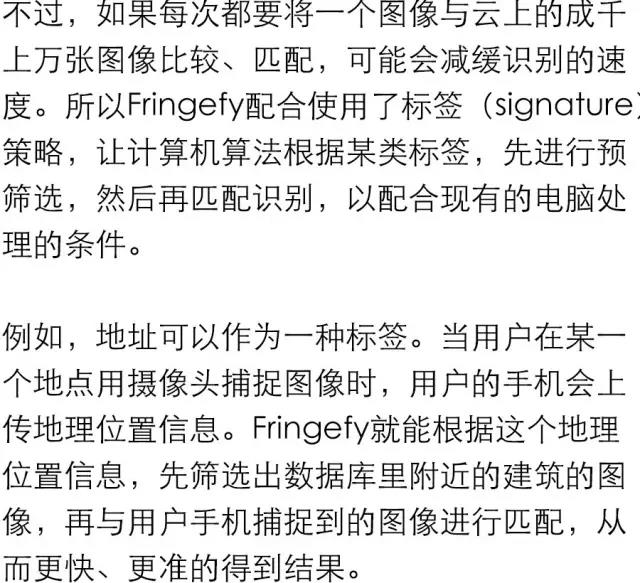 不过，如果每次都要将一个图像与云上的成千
上万张图像比较、匹配，可能会减缓识别的速
度。所以Fringefy配合使用了标签（signature）
策略，让计算机算法根据某类标签，先进行预
筛选，然后再匹配识别，以配合现有的电脑处
理的条件。
例如，地址可以作为一种标签。当用户在某一
个地点用摄像头捕捉图像时，用户的手机会上
传地理位置信息。Fringefy就能根据这个地理
位置信息，先筛选出数据库里附近的建筑的图
像，再与用户手机捕捉到的图像进行匹配，从
而更快、更准的得到结果。